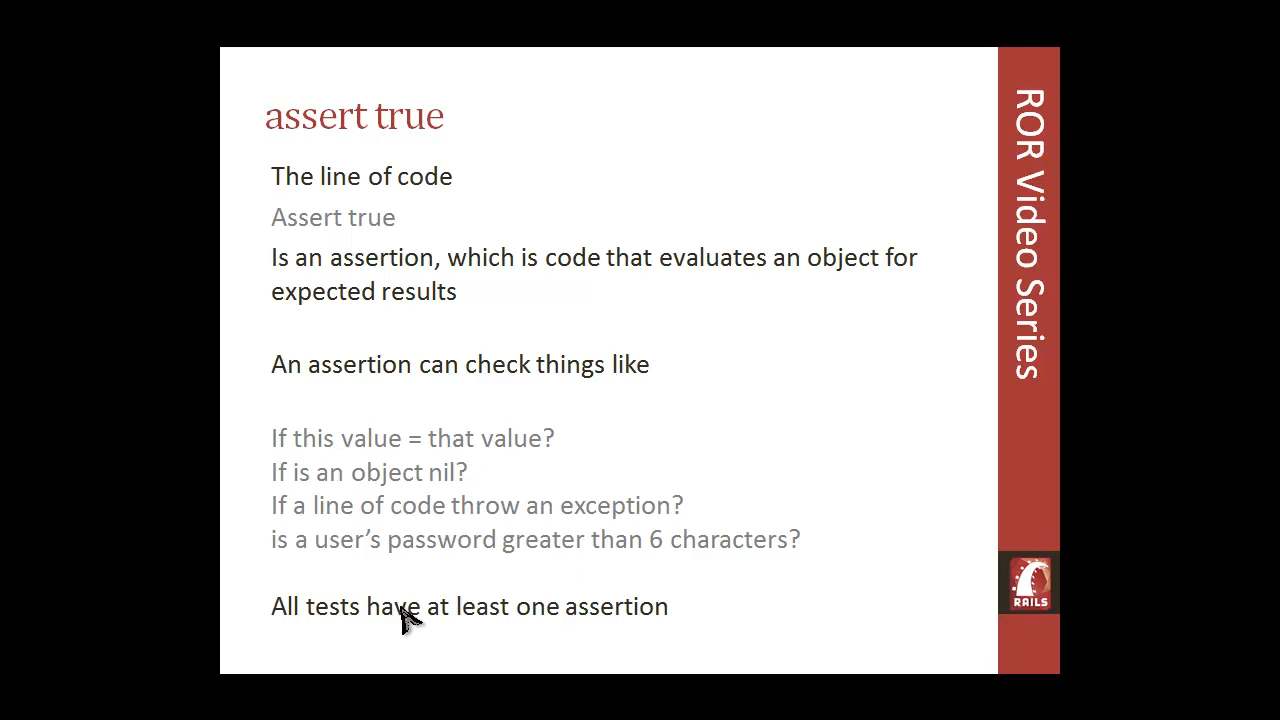 assert true
The line of code
Assert true
Is an assertion, which is code that evaluates an object for
expected results
An assertion can check things like
If this value = that value?
If is an object nil?
If a line of code throw an exception?
is a user’s password greater than 6 characters?
All tests have at least one assertion
ROR Video Series
RAILS